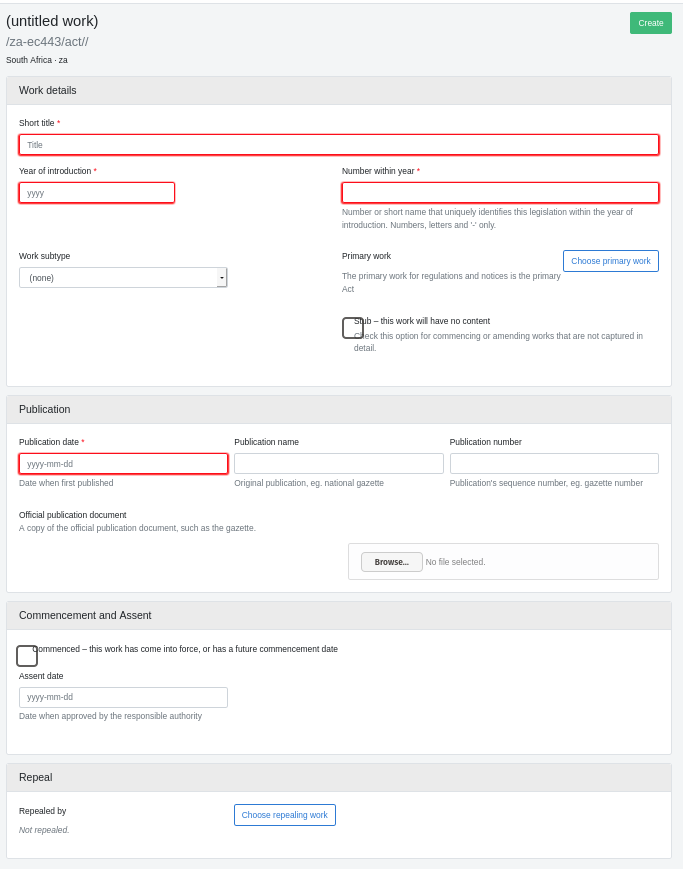 (untitled work)
Create
/za-ec443/act//
South Africa · za
Work details
Short title *
Title
Year of introduction *
Number within year *
yyyy
Number or short name that uniquely identifies this legislation within the year of
introduction. Numbers, letters and '-' only.
Work subtype
Primary work
Choose primary work
(none)
The primary work for regulations and notices is the primary
Act
Stub – this work will have no content
Check this option for commencing or amending works that are not captured in
detail.
Publication
Publication date *
Publication name
Publication number
yyyy-mm-dd
Date when first published
Original publication, eg. national gazette
Publication's sequence number, eg. gazette number
Official publication document
A copy of the official publication document, such as the gazette.
Browse... No file selected.
Commencement and Assent
Commenced – this work has come into force, or has a future commencement date
Assent date
yyyy-mm-dd
Date when approved by the responsible authority
Repeal
Repealed by
Choose repealing work
Not repealed.